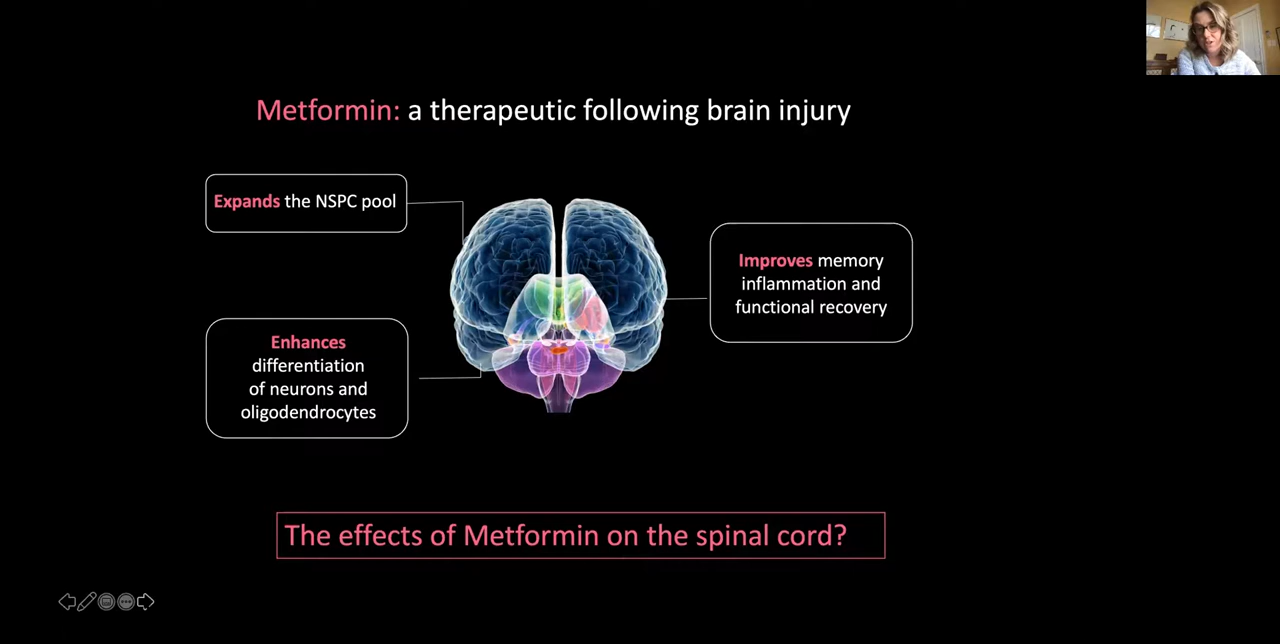 Metformin: a therapeutic following brain injury
Expands the NSPC pool
Improves memory
inflammation and
functional recovery
Enhances
differentiation
of neurons and
oligodendrocytes
The effects of Metformin on the spinal cord?